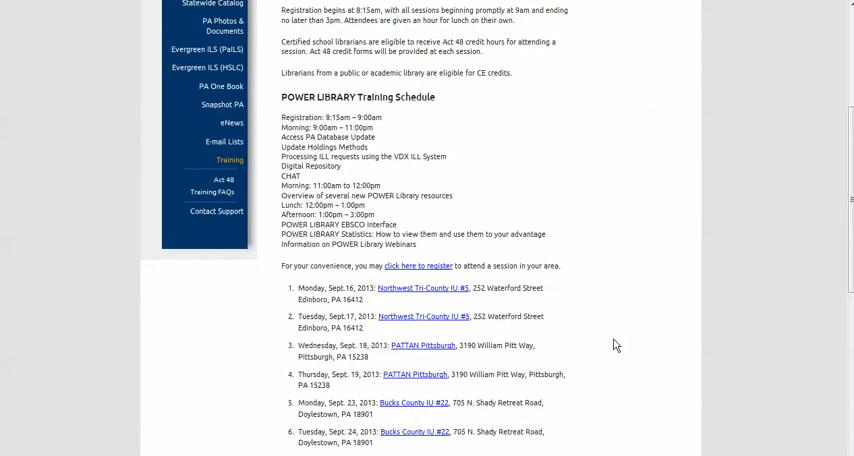 Statewide Catalog
PA Photos &
Documents
Evergreen ILS (PaILS)
Evergreen ILS (HSLC)
PA One Book
Snapshot PA
eNews
E-mail Lists
Training
Act 48
Training FAQs
Contact Support
Registration begins at 8:15am, with all sessions beginning promptly at 9am and ending
no later than 3pm. Attendees are given an hour for lunch on their own.
Certified school librarians are eligible to receive Act 48 credit hours for attending a
session. Act 48 credit forms will be provided at each session.
Librarians from a public or academic library are eligible for CE credits.
POWER LIBRARY Training Schedule
Registration: 8:15am – 9:00am
Morning: 9:00am – 11:00pm
Access PA Database Update
Update Holdings Methods
Processing ILL requests using the VDX ILL System
Digital Repository
CHAT
Morning: 11:00am to 12:00pm
Overview of several new POWER Library resources
Lunch: 12:00pm – 1:00pm
Afternoon: 1:00pm – 3:00pm
POWER LIBRARY EBSCO Interface
POWER LIBRARY Statistics: How to view them and use them to your advantage
Information on POWER Library Webinars
For your convenience, you may click here to register to attend a session in your area.
1. Monday, Sept.16, 2013: Northwest Tri-County IU #5, 252 Waterford Street
Edinboro, PA 16412
2. Tuesday, Sept.17, 2013: Northwest Tri-County IU #5, 252 Waterford Street
Edinboro, PA 16412
3. Wednesday, Sept. 18, 2013: PATTAN Pittsburgh, 3190 William Pitt Way,
Pittsburgh, PA 15238
4. Thursday, Sept. 19, 2013: PATTAN Pittsburgh, 3190 William Pitt Way, Pittsburgh,
PA 15238
5. Monday, Sept. 23, 2013: Bucks County IU #22, 705 N. Shady Retreat Road,
Doylestown, PA 18901
6. Tuesday, Sept. 24, 2013: Bucks County IU #22, 705 N. Shady Retreat Road,
Doylestown, PA 18901